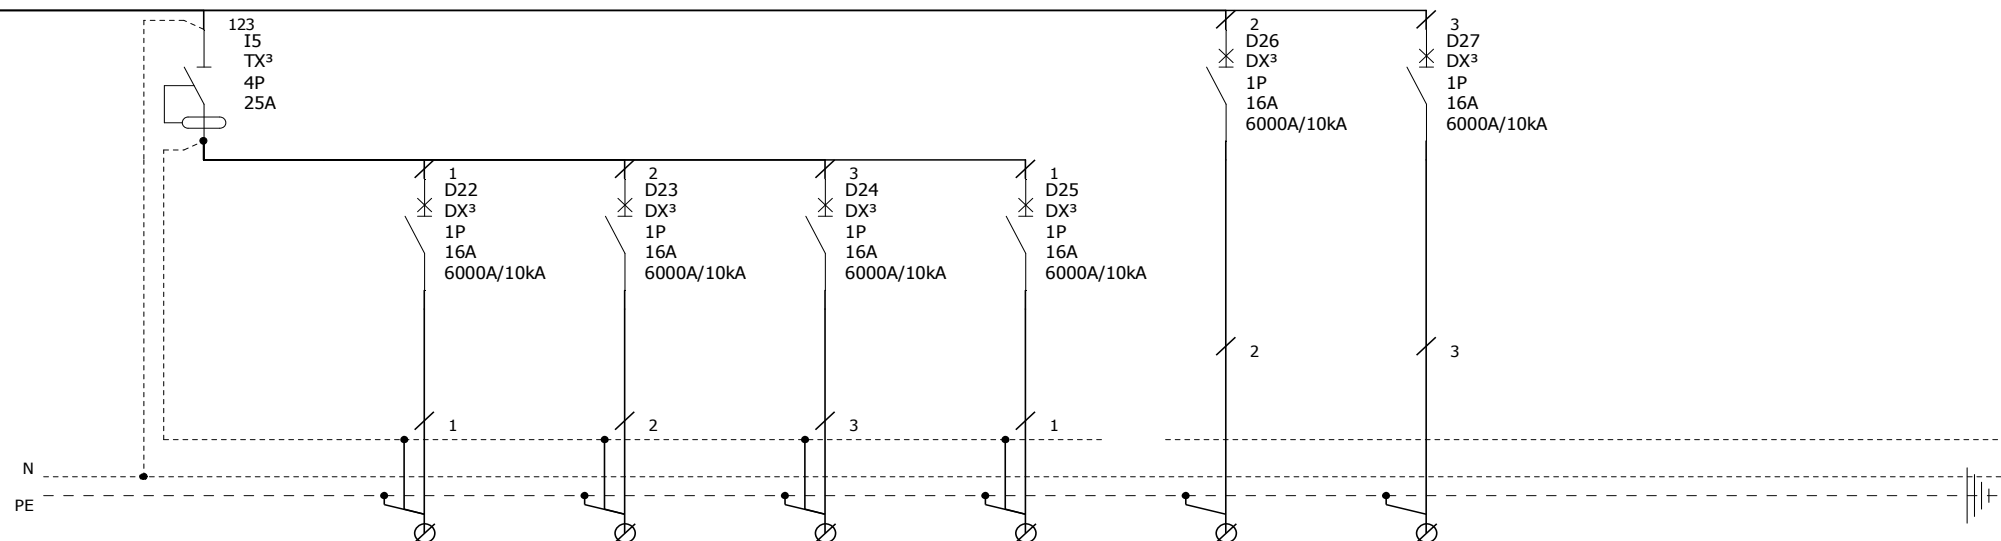 123
I5
TX³
4P
25A
2
D26
DX³
1P
16A
6000A/10kA
3
D27
DX³
1P
16A
6000A/10kA
1
D22
DX³
1P
16A
6000A/10kA
2
D23
DX³
1P
16A
6000A/10kA
3
D24
DX³
1P
16A
6000A/10kA
1
D25
DX³
1P
16A
6000A/10kA
2
3
1
2
3
1
N
PE